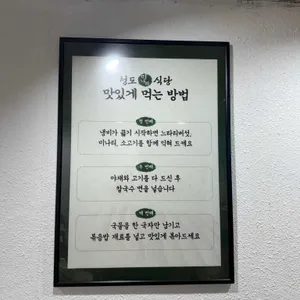 성도 식당
맛있게 먹는 방법
첫 번째
냄비가 끓기 시작하면 느타리버섯,
미나리, 소고기를 함께 익혀 드세요
두 번째
야채와 고기를 다 드신 후
칼국수 면을 넣습니다
세 번째
국물을 한 국자만 남기고
볶음밥 재료를 넣고 맛있게 볶아드세요